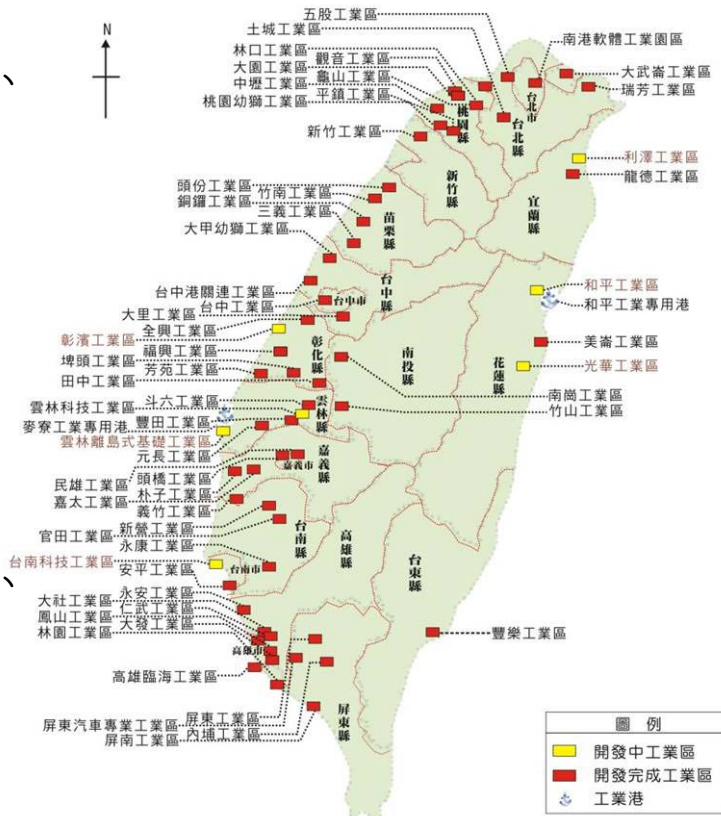 五股工業區
土城工業區
林口工業區
觀音工業區
大園工業區
龜山工業區
中壢工業區
平鎮工業區
桃園幼獅工業區
新竹工業區
南港軟體工業園區
大武崙工業區
瑞芳工業區
利澤工業區
龍德工業區
頭份工業區
竹南工業區
銅鑼工業區
三義工業區
大甲幼獅工業區
台中港關連工業區
台中工業區
大里工業區
全興工業區
彰濱工業區
福興工業區
埤頭工業區
芳苑工業區
田中工業區
斗六工業區
雲林科技工業區
豐田工業區
麥寮工業專用港
雲林離島式基礎工業區
元長工業區
頭橋工業區
民雄工業區
朴子工業區
嘉太工業區
義竹工業區
新營工業區
官田工業區
永康工業區
台南科技工業區
安平工業區
永安工業區
大社工業區
仁武工業區
鳳山工業區
大發工業區
林園工業區
高雄臨海工業區
屏東工業區
屏東汽車專業工業區
內埔工業區
屏南工業區
和平工業區
和平工業專用港
美崙工業區
光華工業區
南崗工業區
竹山工業區
豐樂工業區
N
、
、
台北市
台北縣
桃園縣
新竹縣
宜蘭縣
苗栗縣
台中縣
台中市
彰化縣
南投縣
花蓮縣
雲林縣
嘉義縣
嘉義市
台南縣
台南市
高雄縣
高雄市
台東縣
屏東縣
圖 例
開發中工業區
開發完成工業區
工業港